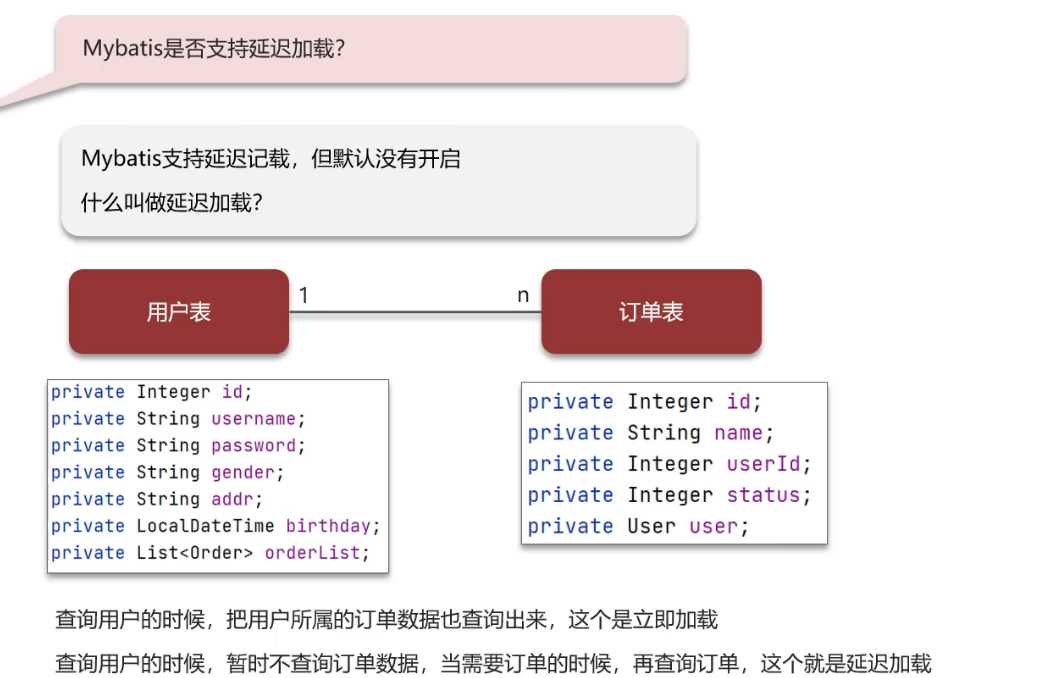 Mybatis是否支持延迟加载？
Mybatis支持延迟记载，但默认没有开启
什么叫做延迟加载？
用户表
1
n
订单表
private Integer id;
private String username;
private String password;
private String gender;
private String addr;
private LocalDateTime birthday;
private List<Order> orderList;
private Integer id;
private String name;
private Integer userId;
private Integer status;
private User user;
查询用户的时候，把用户所属的订单数据也查询出来，这个是立即加载
查询用户的时候，暂时不查询订单数据，当需要订单的时候，再查询订单，这个就是延迟加载